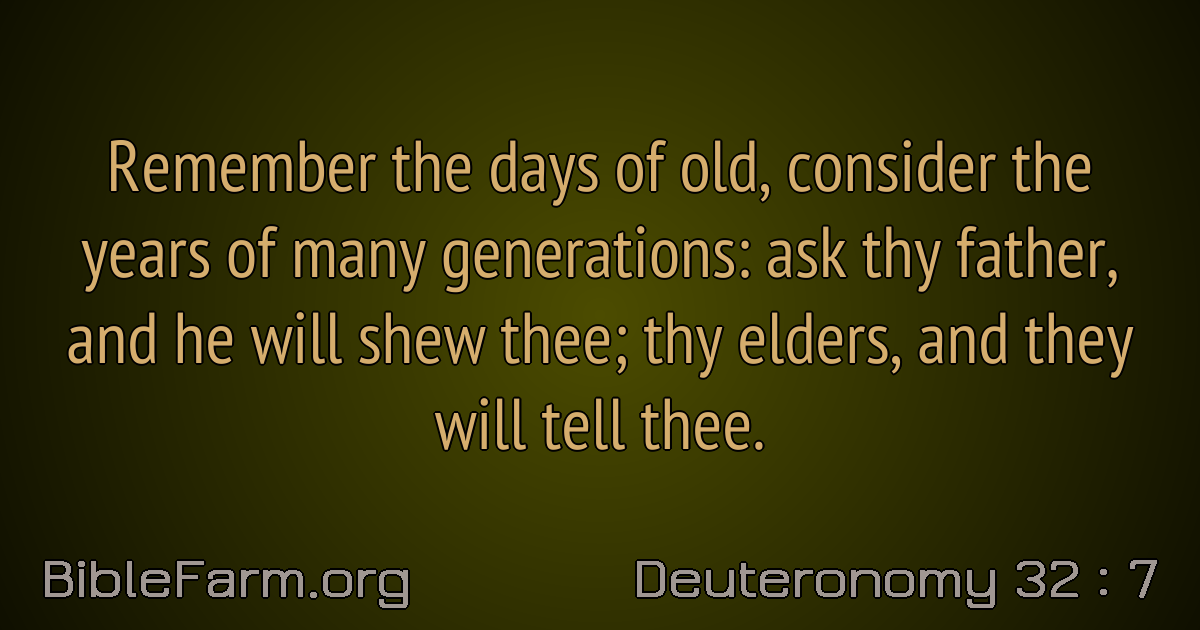 Remember the days of old, consider the
years of many generations: ask thy father,
and he will shew thee; thy elders, and they
will tell thee.
BibleFarm.org
Deuteronomy 32 : 7